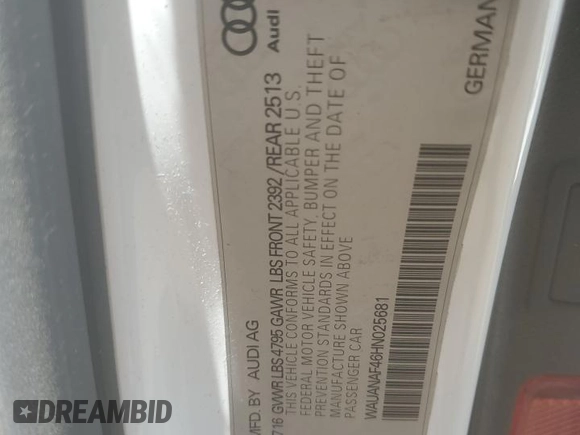 Audi
MFD. BY AUDI AG
716 GVWR LBS 4795 GAWR LBS FRONT 2392 / REAR 2513
THIS VEHICLE CONFORMS TO ALL APPLICABLE U.S.
FEDERAL MOTOR VEHICLE SAFETY, BUMPER AND THEFT
PREVENTION STANDARDS IN EFFECT ON THE DATE OF
MANUFACTURE SHOWN ABOVE
PASSENGER CAR
WAUANAF46HN025681
GERMAN
DREAMBID